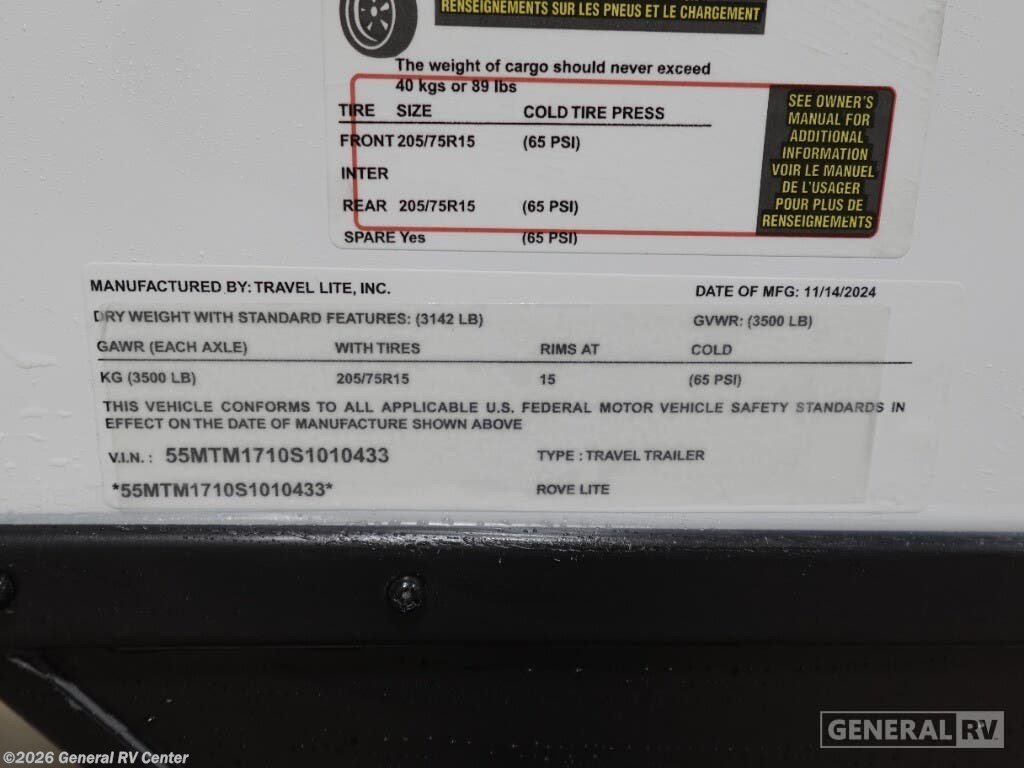 RENSEIGNEMENTS SUR LES PNEUS ET LE CHARGEMENT
The weight of cargo should never exceed
40 kgs or 89 lbs
TIRE SIZE COLD TIRE PRESS
FRONT 205/75R15 (65 PSI)
INTER
REAR 205/75R15 (65 PSI)
SPARE Yes (65 PSI)
SEE OWNER'S
MANUAL FOR
ADDITIONAL
INFORMATION
VOIR LE MANUEL
DE L'USAGER
POUR PLUS DE
RENSEIGNEMENTS
MANUFACTURED BY: TRAVEL LITE, INC. DATE OF MFG: 11/14/2024
DRY WEIGHT WITH STANDARD FEATURES: (3142 LB) GVWR: (3500 LB)
GAWR (EACH AXLE) WITH TIRES RIMS AT COLD
KG (3500 LB) 205/75R15 15 (65 PSI)
THIS VEHICLE CONFORMS TO ALL APPLICABLE U.S. FEDERAL MOTOR VEHICLE SAFETY STANDARDS IN
EFFECT ON THE DATE OF MANUFACTURE SHOWN ABOVE
V.I.N. : 55MTM1710S1010433 TYPE : TRAVEL TRAILER
*55MTM1710S1010433* ROVE LITE
GENERAL RV
©2026 General RV Center